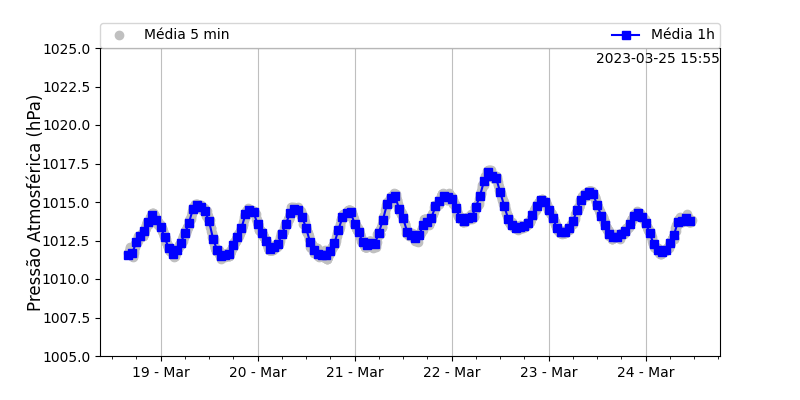 Média 5 min
Média 1h
2023-03-25 15:55
Pressão Atmosférica (hPa)
1025.0
1022.5
1020.0
1017.5
1015.0
1012.5
1010.0
1007.5
1005.0
19 - Mar
20 - Mar
21 - Mar
22 - Mar
23 - Mar
24 - Mar